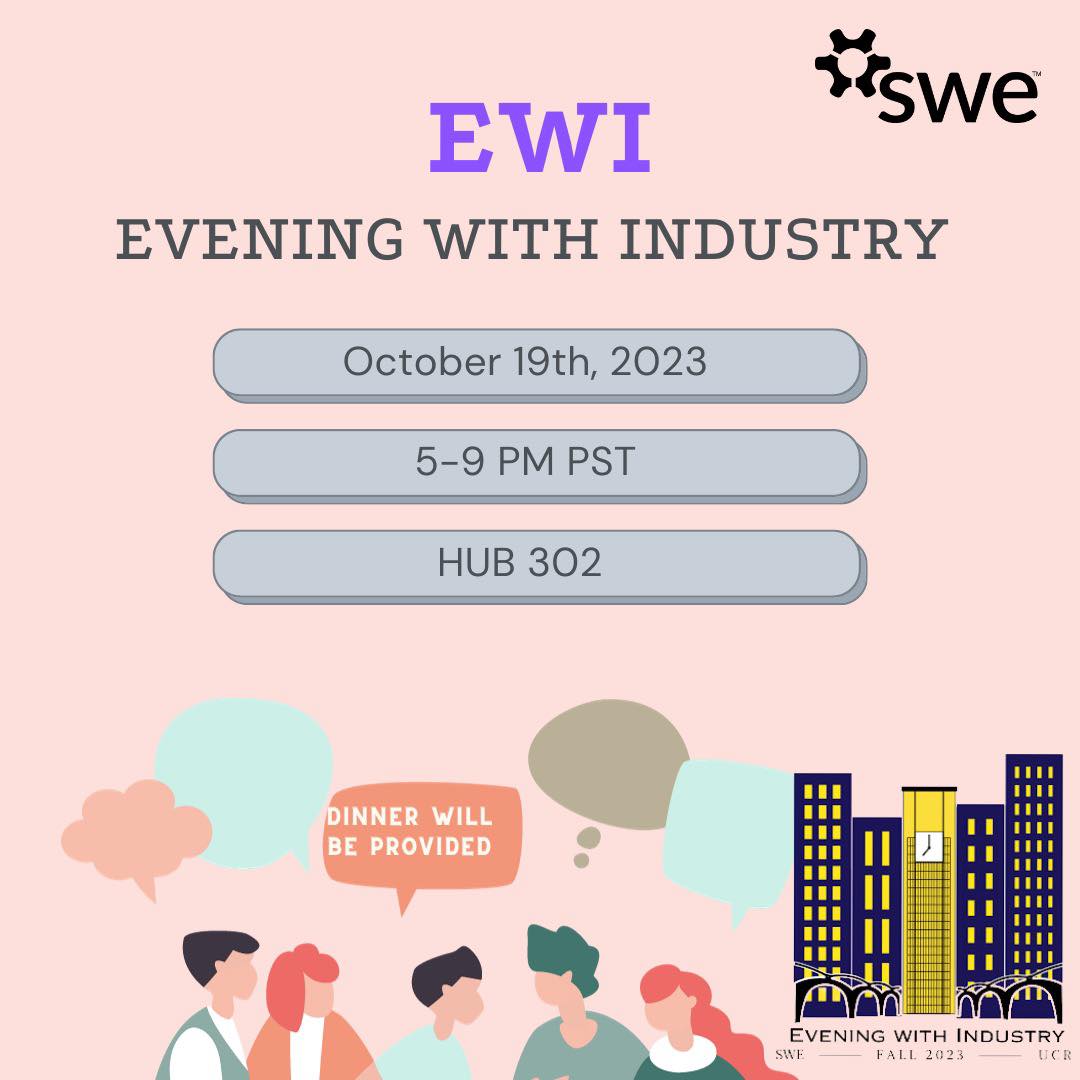 swe™
EWI
EVENING WITH INDUSTRY
October 19th, 2023
5-9 PM PST
HUB 302
DINNER WILL
BE PROVIDED
EVENING WITH INDUSTRY
SWE — FALL 2023 — UCR